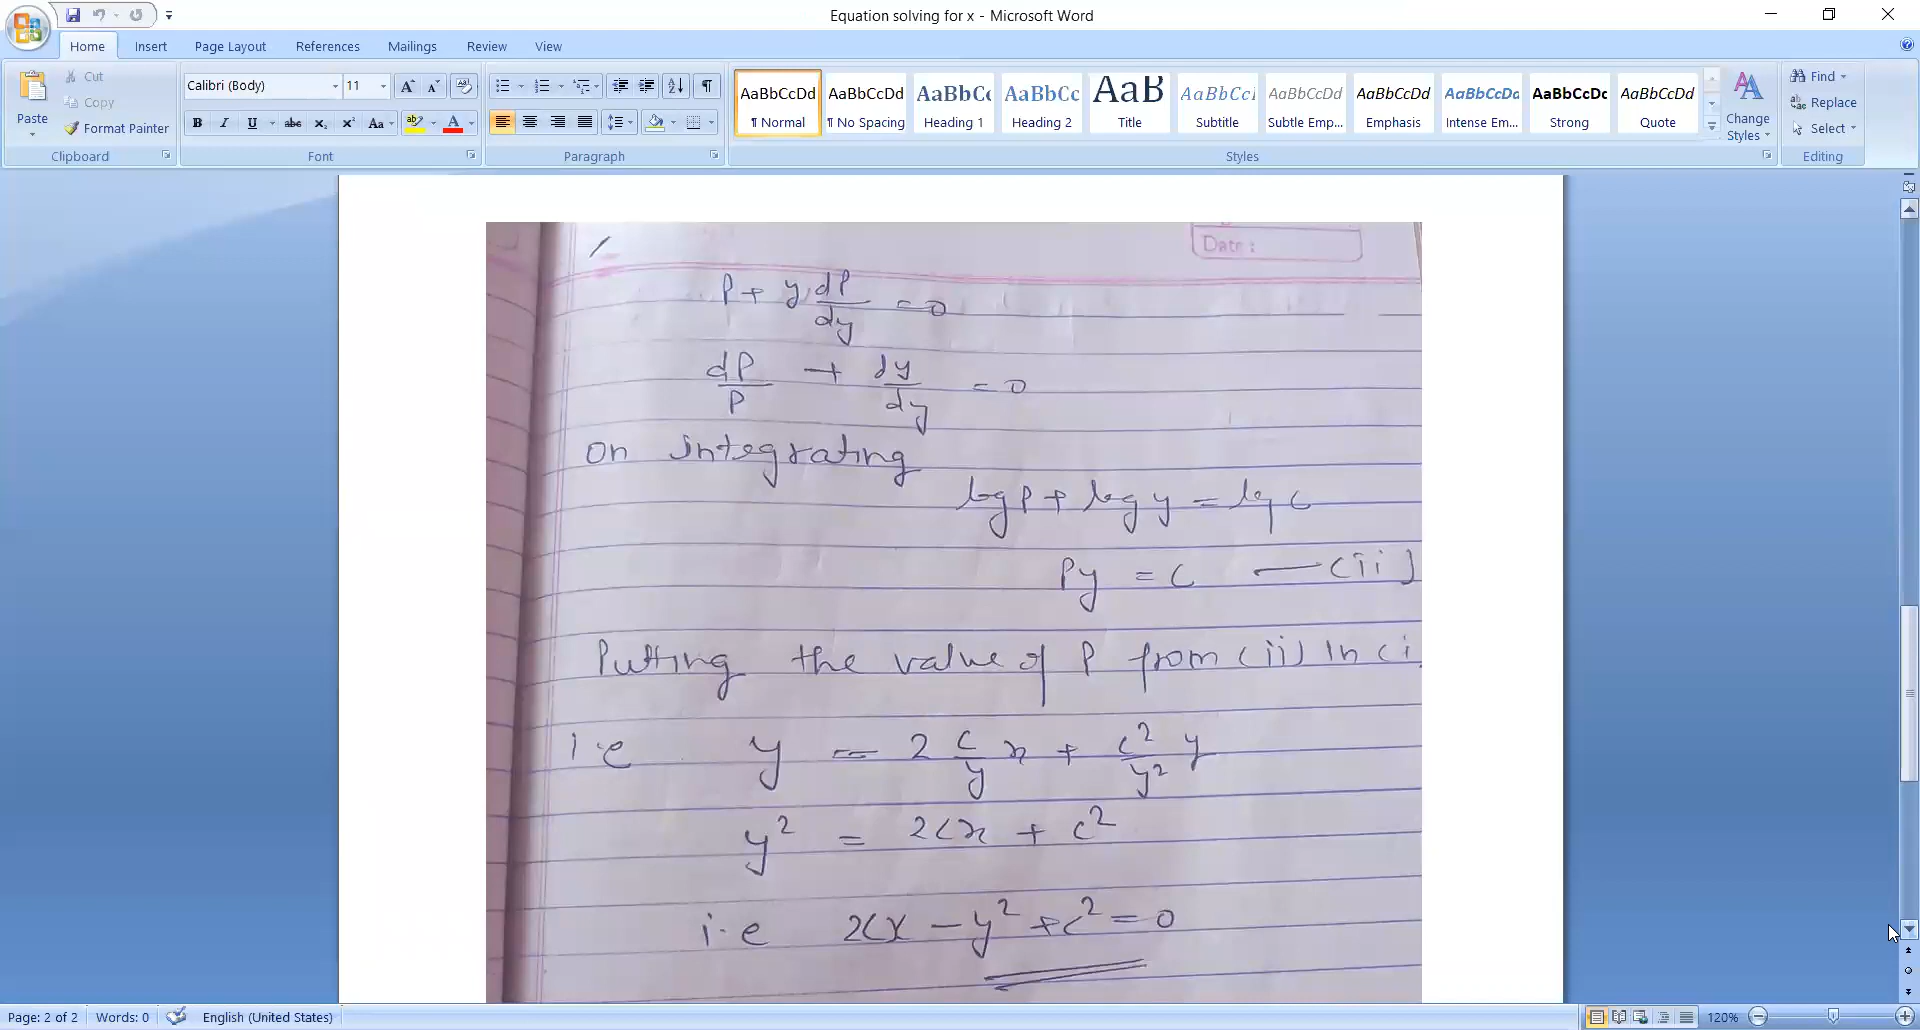 Equation solving for x - Microsoft Word
Home Insert Page Layout References Mailings Review View
Paste
Cut
Copy
Format Painter
Clipboard
Calibri (Body) 11
B I U abc X₂ X² Aa
Font
Paragraph
AaBbCcDd AaBbCcDd AaBbCc AaBbCc AaB AaBbCcI AaBbCcDd AaBbCcDd AaBbCcDd AaBbCcDc AaBbCcDd
¶ Normal ¶ No Spacing Heading 1 Heading 2 Title Subtitle Subtle Emp... Emphasis Intense Em... Strong Quote
Styles
Change Styles
Find
Replace
Select
Editing
Date :
P + y dP/dy = 0
dP/P + dy/dy = 0
on integrating
log P + log y = log c
Py = c — (ii)
Putting the value of P from (ii) in (i
i.e y = 2 c/y x + c²/y² y
y² = 2cx + c²
i.e 2cx - y² + c² = 0
Page: 2 of 2 Words: 0 English (United States) 120%